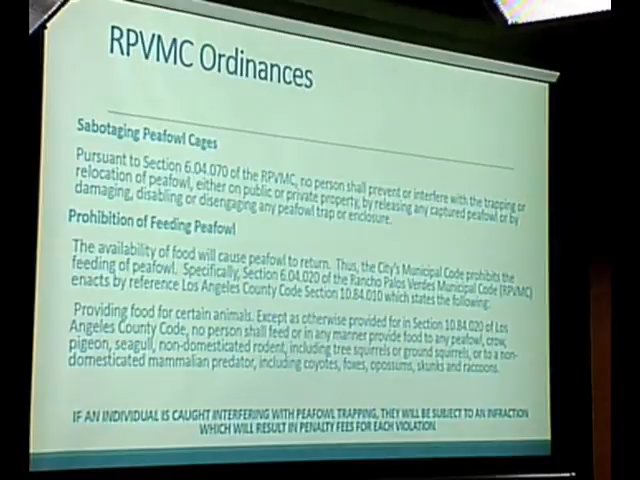 RPVMC Ordinances
Sabotaging Peafowl Cages
Pursuant to Section 6.04.070 of the RPVMC, no person shall prevent or interfere with the trapping or
relocation of peafowl, either on public or private property, by releasing any captured peafowl or by
damaging, disabling or disengaging any peafowl trap or enclosure.
Prohibition of Feeding Peafowl
The availability of food will cause peafowl to return. Thus, the City's Municipal Code prohibits the
feeding of peafowl. Specifically, Section 6.04.020 of the Rancho Palos Verdes Municipal Code (RPVMC)
enacts by reference Los Angeles County Code Section 10.84.010 which states the following:
Providing food for certain animals. Except as otherwise provided for in Section 10.84.020 of Los
Angeles County Code, no person shall feed or in any manner provide food to any peafowl, crow,
pigeon, seagull, non-domesticated rodent, including tree squirrels or ground squirrels, or to a non-
domesticated mammalian predator, including coyotes, foxes, opossums, skunks and raccoons.
IF AN INDIVIDUAL IS CAUGHT INTERFERING WITH PEAFOWL TRAPPING, THEY WILL BE SUBJECT TO AN INFRACTION
WHICH WILL RESULT IN PENALTY FEES FOR EACH VIOLATION.